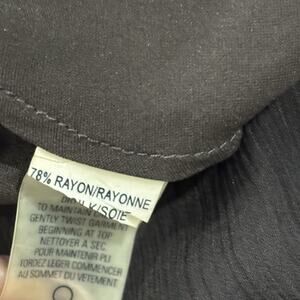 78% RAYON/RAYONNE
K/SOIE
TO MAINTAIN
GENTLY TWIST GARMENT
BEGINNING AT TOP
NETTOYER A SEC
POUR MAINTENIR PLI
TORDEZ LEGER COMMENCER
AU SOMMET DU VETEMENT